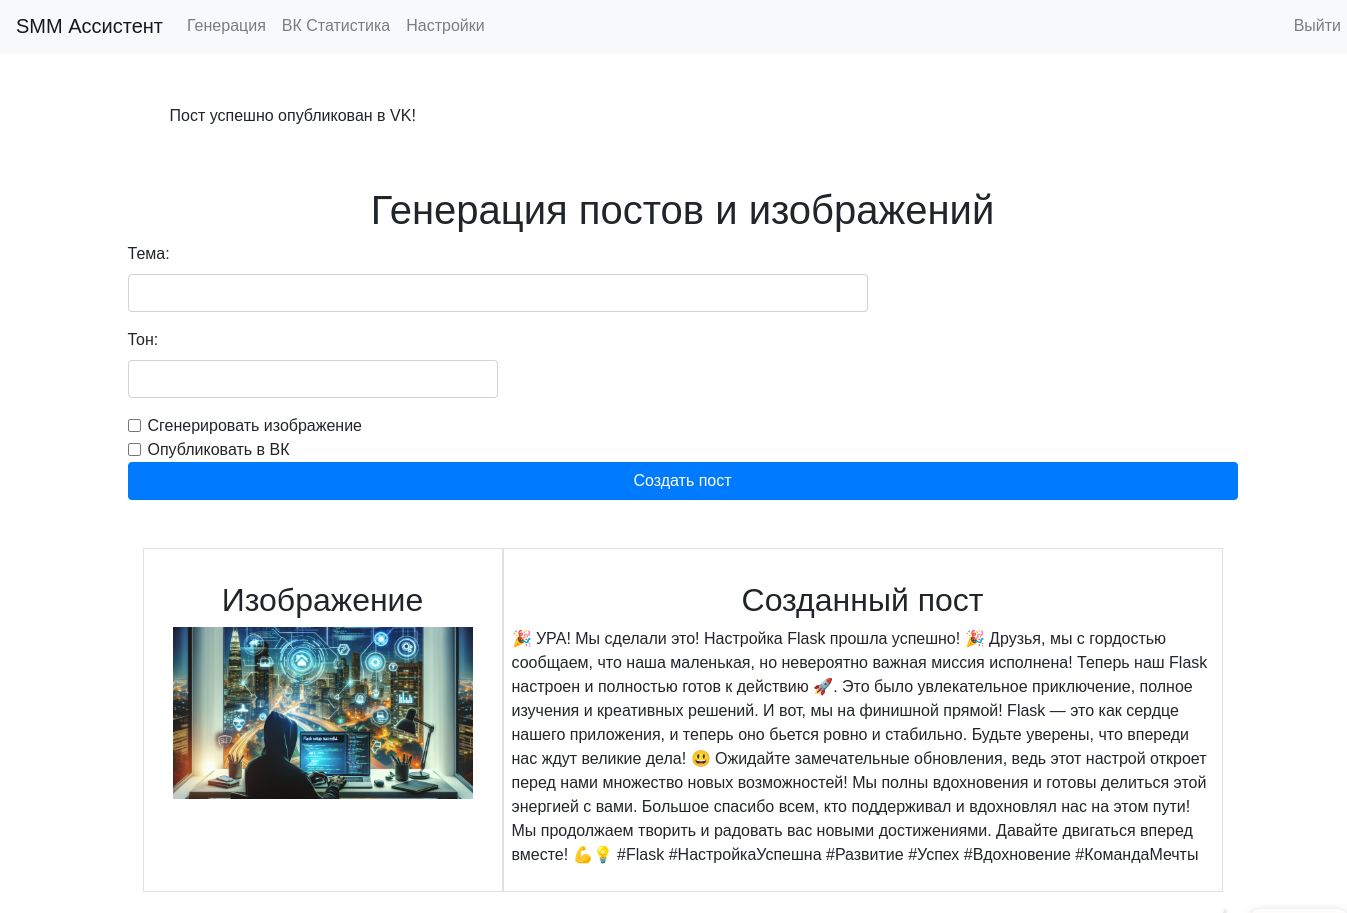 SMM Ассистент Генерация ВК Статистика Настройки Выйти
Пост успешно опубликован в VK!
Генерация постов и изображений
Тема:
Тон:
Сгенерировать изображение
Опубликовать в ВК
Создать пост
Изображение
Созданный пост
🎉 УРА! Мы сделали это! Настройка Flask прошла успешно! 🎉 Друзья, мы с гордостью
сообщаем, что наша маленькая, но невероятно важная миссия исполнена! Теперь наш Flask
настроен и полностью готов к действию 🚀. Это было увлекательное приключение, полное
изучения и креативных решений. И вот, мы на финишной прямой! Flask — это как сердце
нашего приложения, и теперь оно бьется ровно и стабильно. Будьте уверены, что впереди
нас ждут великие дела! 😃 Ожидайте замечательные обновления, ведь этот настрой откроет
перед нами множество новых возможностей! Мы полны вдохновения и готовы делиться этой
энергией с вами. Большое спасибо всем, кто поддерживал и вдохновлял нас на этом пути!
Мы продолжаем творить и радовать вас новыми достижениями. Давайте двигаться вперед
вместе! 💪💡 #Flask #НастройкаУспешна #Развитие #Успех #Вдохновение #КомандаМечты